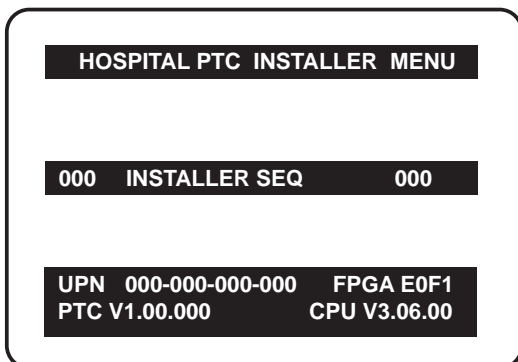 HOSPITAL PTC INSTALLER MENU
000 INSTALLER SEQ 000
UPN 000-000-000-000 FPGA E0F1
PTC V1.00.000 CPU V3.06.00